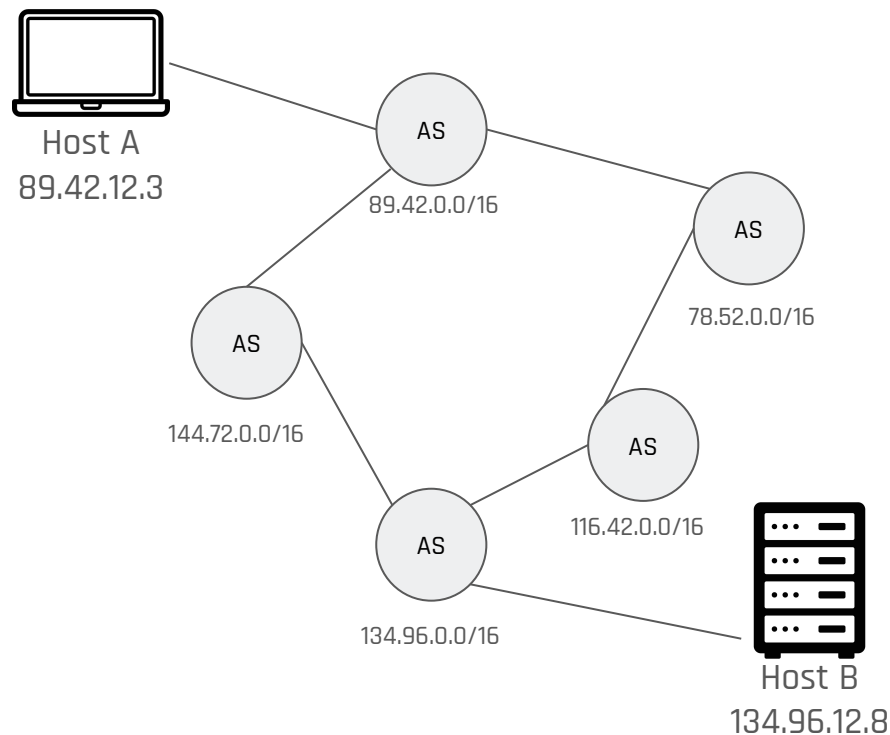 Host A
89.42.12.3
AS
89.42.0.0/16
AS
78.52.0.0/16
AS
144.72.0.0/16
AS
116.42.0.0/16
AS
134.96.0.0/16
Host B
134.96.12.8